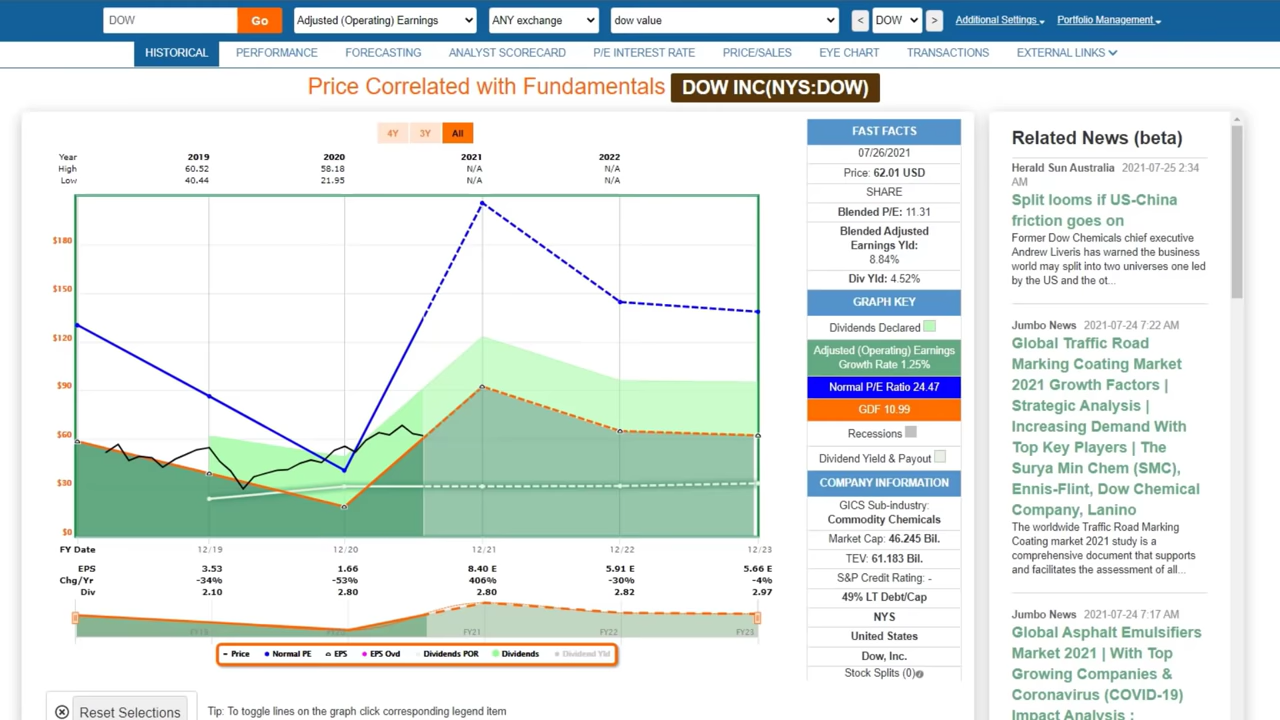 DOW
Go
Adjusted (Operating) Earnings
ANY exchange
dow value
<
DOW
>
Additional Settings
Portfolio Management
HISTORICAL
PERFORMANCE
FORECASTING
ANALYST SCORECARD
P/E INTEREST RATE
PRICE/SALES
EYE CHART
TRANSACTIONS
EXTERNAL LINKS
Price Correlated with Fundamentals DOW INC(NYS:DOW)
4Y 3Y All
Year 2019 2020 2021 2022
High 60.52 58.18 N/A N/A
Low 40.44 21.95 N/A N/A
$180
$150
$120
$90
$60
$30
$0
FY Date 12/19 12/20 12/21 12/22 12/23
EPS 3.53 1.66 8.40 E 5.91 E 5.66 E
Chg/Yr -34% -53% 406% -30% -4%
Div 2.10 2.80 2.80 2.82 2.97
FY21 FY22 FY23
Price Normal PE EPS EPS Ovd Dividends POR Dividends Dividend Yld
Reset Selections
Tip: To toggle lines on the graph click corresponding legend item
FAST FACTS
07/26/2021
Price: 62.01 USD
SHARE
Blended P/E: 11.31
Blended Adjusted
Earnings Yld:
8.84%
Div Yld: 4.52%
GRAPH KEY
Dividends Declared
Adjusted (Operating) Earnings
Growth Rate 1.25%
Normal P/E Ratio 24.47
GDF 10.99
Recessions
Dividend Yield & Payout
COMPANY INFORMATION
GICS Sub-industry:
Commodity Chemicals
Market Cap: 46.245 Bil.
TEV: 61.183 Bil.
S&P Credit Rating: -
49% LT Debt/Cap
NYS
United States
Dow, Inc.
Stock Splits (0)
Related News (beta)
Herald Sun Australia 2021-07-25 2:34
AM
Split looms if US-China
friction goes on
Former Dow Chemicals chief executive
Andrew Liveris has warned the business
world may split into two universes one led
by the US and the ot...
Jumbo News 2021-07-24 7:22 AM
Global Traffic Road
Marking Coating Market
2021 Growth Factors |
Strategic Analysis |
Increasing Demand With
Top Key Players | The
Surya Min Chem (SMC),
Ennis-Flint, Dow Chemical
Company, Lanino
The worldwide Traffic Road Marking
Coating market 2021 study is a
comprehensive document that supports
and facilitates the assessment of all...
Jumbo News 2021-07-24 7:17 AM
Global Asphalt Emulsifiers
Market 2021 | With Top
Growing Companies &
Coronavirus (COVID-19)
Impact Analysis :